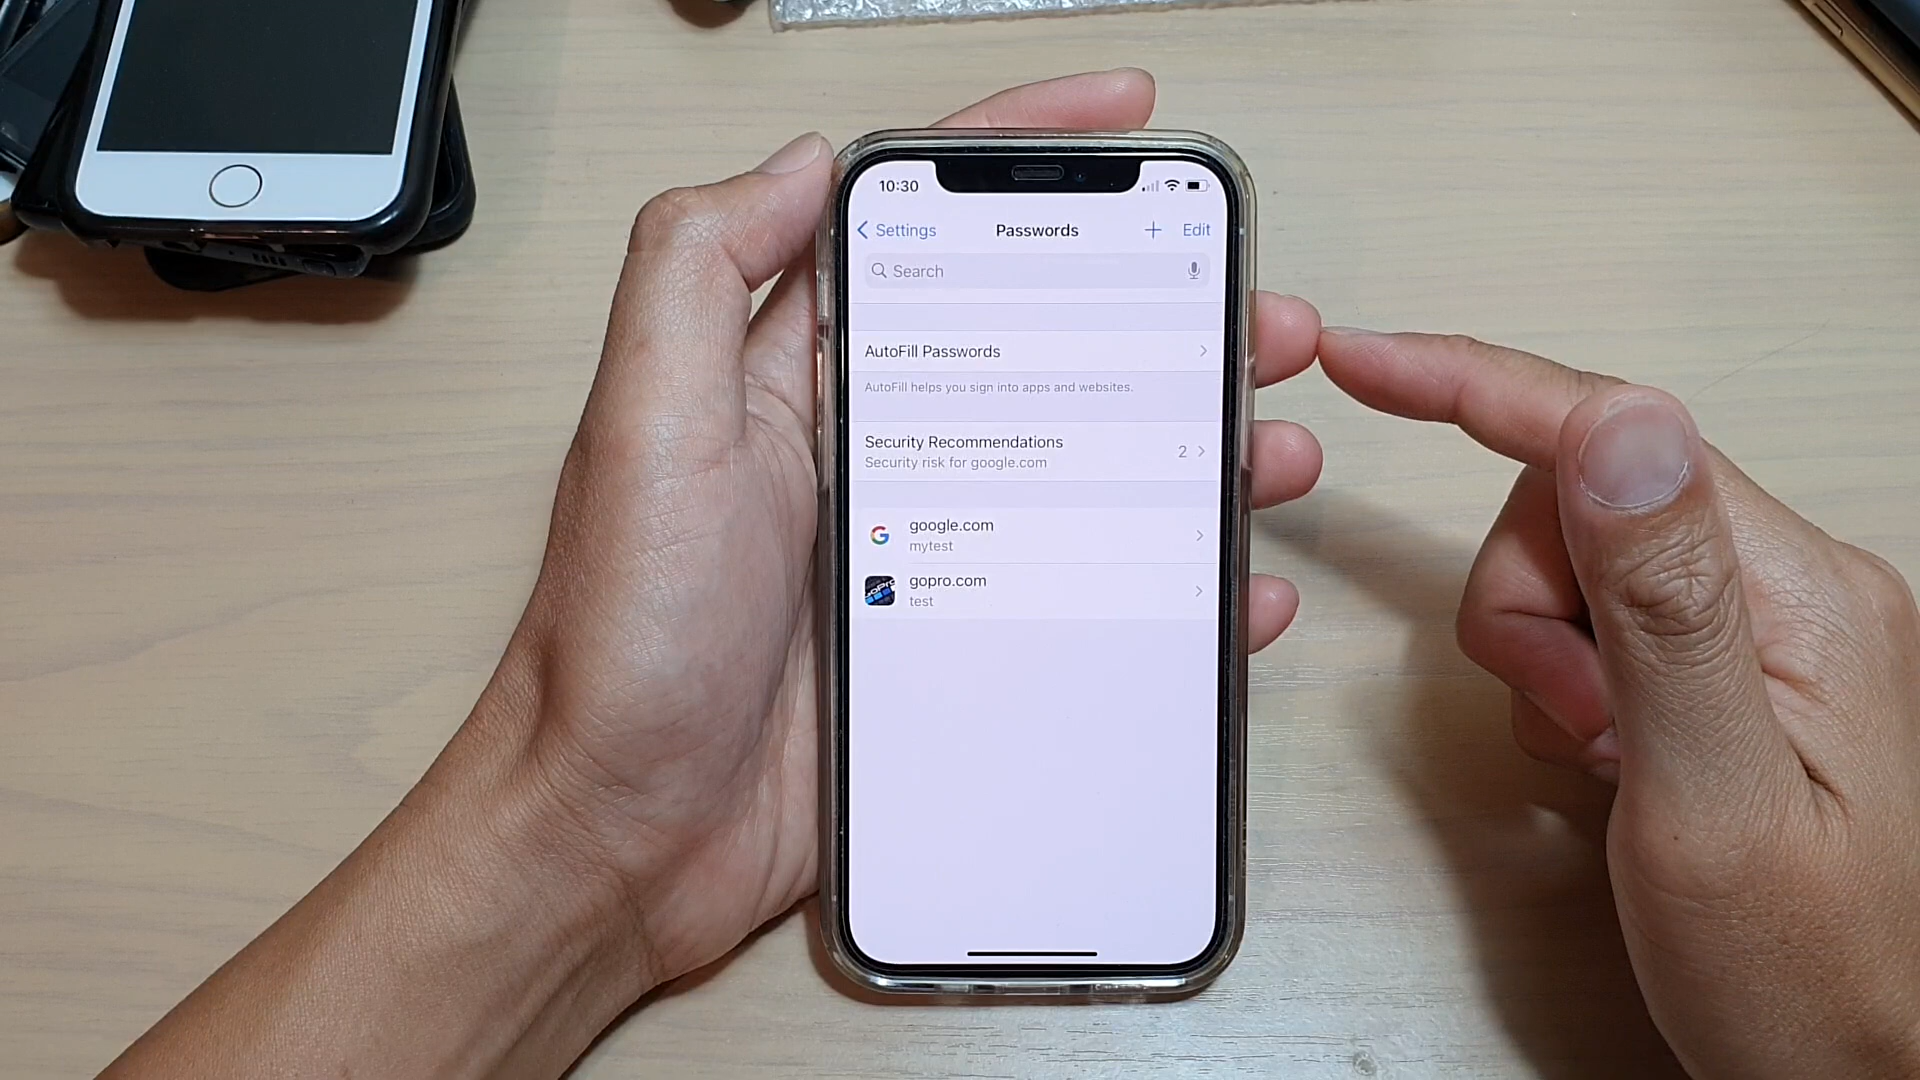 10:30
Settings Passwords + Edit
Search
AutoFill Passwords
AutoFill helps you sign into apps and websites.
Security Recommendations 2
Security risk for google.com
google.com
mytest
gopro.com
test